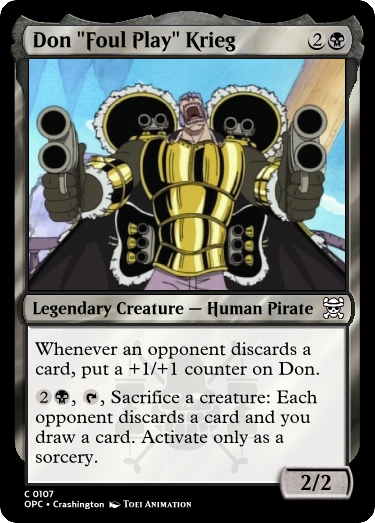 Don "Foul Play" Krieg 2
Legendary Creature — Human Pirate
Whenever an opponent discards a
card, put a +1/+1 counter on Don.
2, , Sacrifice a creature: Each
opponent discards a card and you
draw a card. Activate only as a
sorcery.
2/2
C 0107
OPC • Crashington TOEI ANIMATION